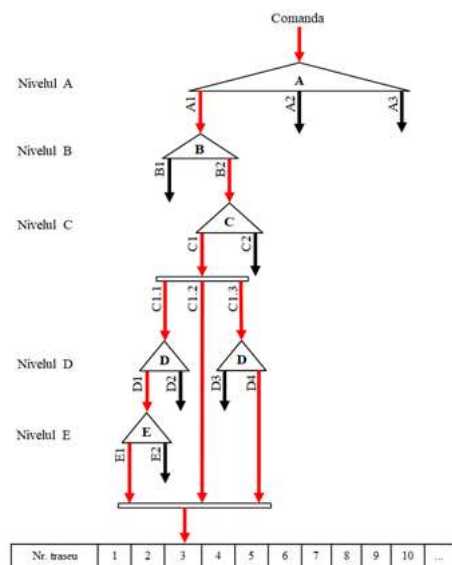 Comanda
Nivelul A
A
A1
A2
A3
Nivelul B
B
B1
B2
Nivelul C
C
C1
C2
C1.1
C1.2
C1.3
Nivelul D
D
D
D1
D2
D3
D4
Nivelul E
E
E1
E2
Nr. traseu 1 2 3 4 5 6 7 8 9 10 ...